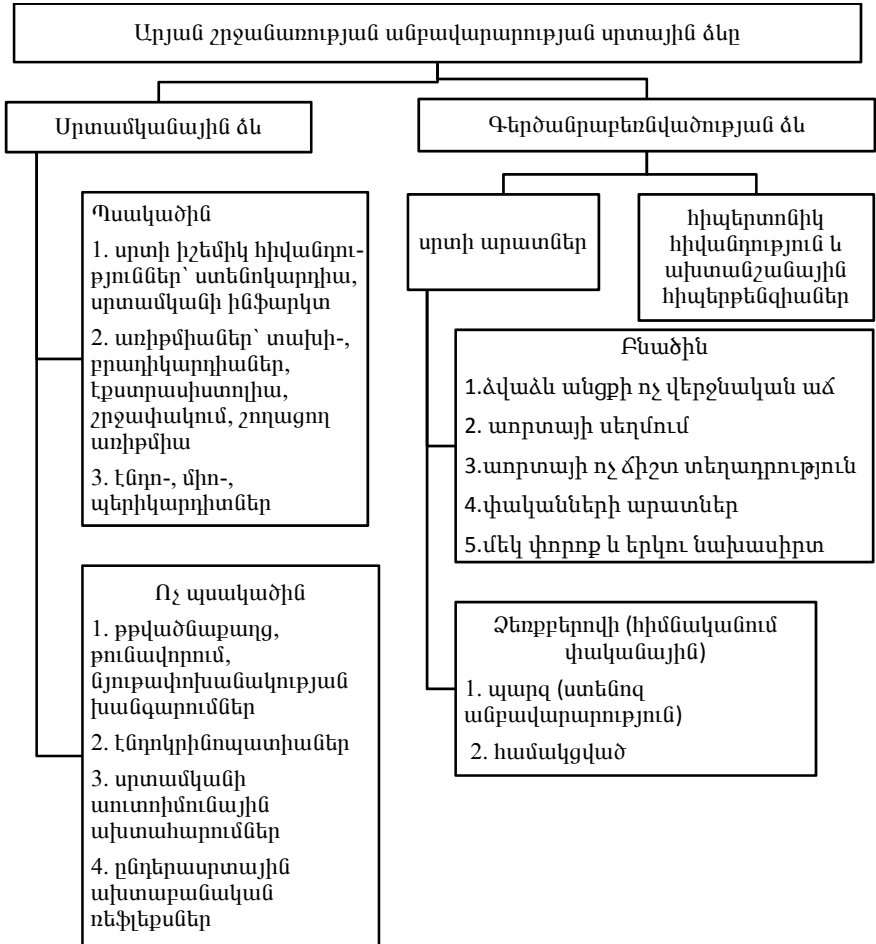 Արյան շրջանառության անբավարարության սրտային ձևը
Սրտամկանային ձև
Գերծանրաբեռնվածության ձև
Պսակածին
1. սրտի իշեմիկ հիվանդու-
թյուններ՝ ստենոկարդիա,
սրտամկանի ինֆարկտ
2. առիթմիաներ՝ տախի-,
բրադիկարդիաներ,
էքստրասիստոլիա,
շրջափակում, շողացող
առիթմիա
3. էնդո-, միո-,
պերիկարդիտներ
Ոչ պսակածին
1. թթվածնաքաղց,
թունավորում,
նյութափոխանակության
խանգարումներ
2. էնդոկրինոպատիաներ
3. սրտամկանի
աուտոիմունային
ախտահարումներ
4. ընդերասրտային
ախտաբանական
ռեֆլեքսներ
սրտի արատներ
հիպերտոնիկ
հիվանդություն և
ախտանշանային
հիպերթենզիաներ
Բնածին
1.ձվաձև անցքի ոչ վերջնական աճ
2. աորտայի սեղմում
3.աորտայի ոչ ճիշտ տեղադրություն
4.փականների արատներ
5.մեկ փորոք և երկու նախասիրտ
Ձեռքբերովի (հիմնականում
փականային)
1. պարզ (ստենոզ
անբավարարություն)
2. համակցված